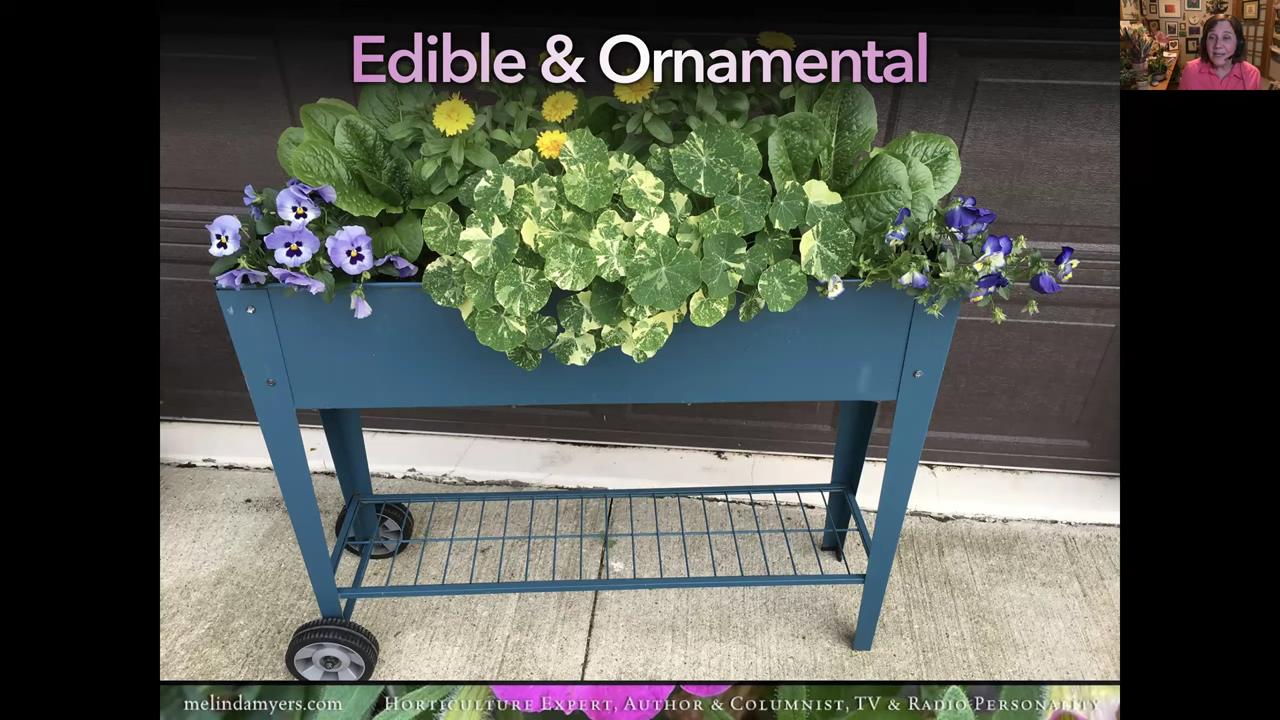 Edible & Ornamental
melindamyers.com Horticulture Expert, Author & Columnist, TV & Radio Personality